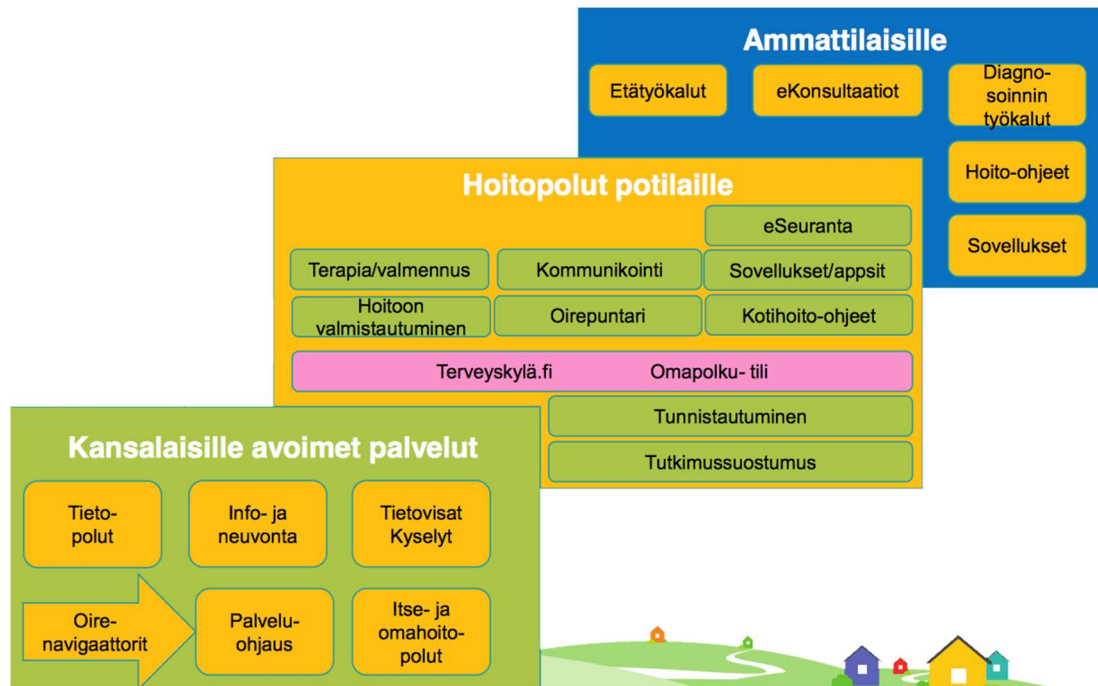 Ammattilaisille
Etätyökalut
eKonsultaatiot
Diagno-
soinnin
työkalut
Hoito-ohjeet
Sovellukset
Hoitopolut potilaille
eSeuranta
Terapia/valmennus
Kommunikointi
Sovellukset/appsit
Hoitoon
valmistautuminen
Oirepuntari
Kotihoito-ohjeet
Terveyskylä.fi
Omapolku- tili
Tunnistautuminen
Tutkimussuostumus
Kansalaisille avoimet palvelut
Tieto-
polut
Info- ja
neuvonta
Tietovisat
Kyselyt
Oire-
navigaattorit
Palvelu-
ohjaus
Itse- ja
omahoito-
polut